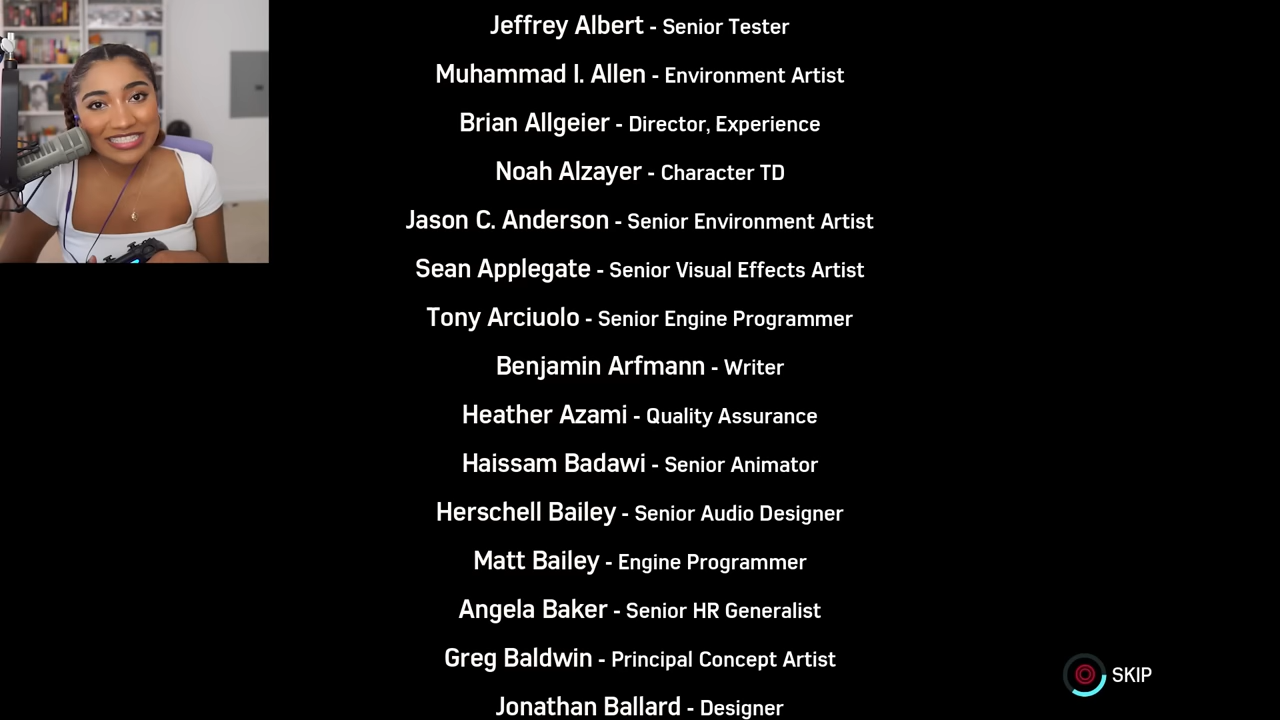 Jeffrey Albert - Senior Tester
Muhammad I. Allen - Environment Artist
Brian Allgeier - Director, Experience
Noah Alzayer - Character TD
Jason C. Anderson - Senior Environment Artist
Sean Applegate - Senior Visual Effects Artist
Tony Arciuolo - Senior Engine Programmer
Benjamin Arfmann - Writer
Heather Azami - Quality Assurance
Haissam Badawi - Senior Animator
Herschell Bailey - Senior Audio Designer
Matt Bailey - Engine Programmer
Angela Baker - Senior HR Generalist
Greg Baldwin - Principal Concept Artist
SKIP
Jonathan Ballard - Designer